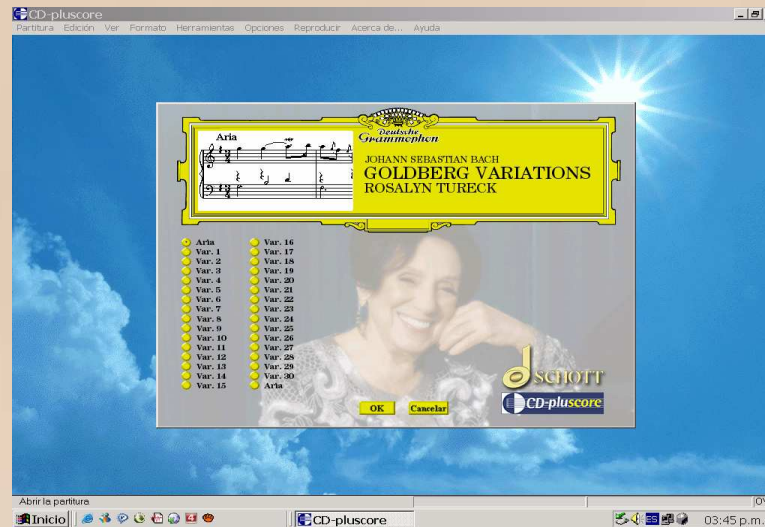 CD-pluscore
Partitura Edición Ver Formato Herramientas Opciones Reproducir Acerca de... Ayuda
Aria
Deutsche
Grammophon
JOHANN SEBASTIAN BACH
GOLDBERG VARIATIONS
ROSALYN TURECK
Aria
Var. 1
Var. 2
Var. 3
Var. 4
Var. 5
Var. 6
Var. 7
Var. 8
Var. 9
Var. 10
Var. 11
Var. 12
Var. 13
Var. 14
Var. 15
Var. 16
Var. 17
Var. 18
Var. 19
Var. 20
Var. 21
Var. 22
Var. 23
Var. 24
Var. 25
Var. 26
Var. 27
Var. 28
Var. 29
Var. 30
Aria
SCHOTT
CD-pluscore
OK Cancelar
Abrir la partitura
Inicio CD-pluscore ES 03:45 p.m.